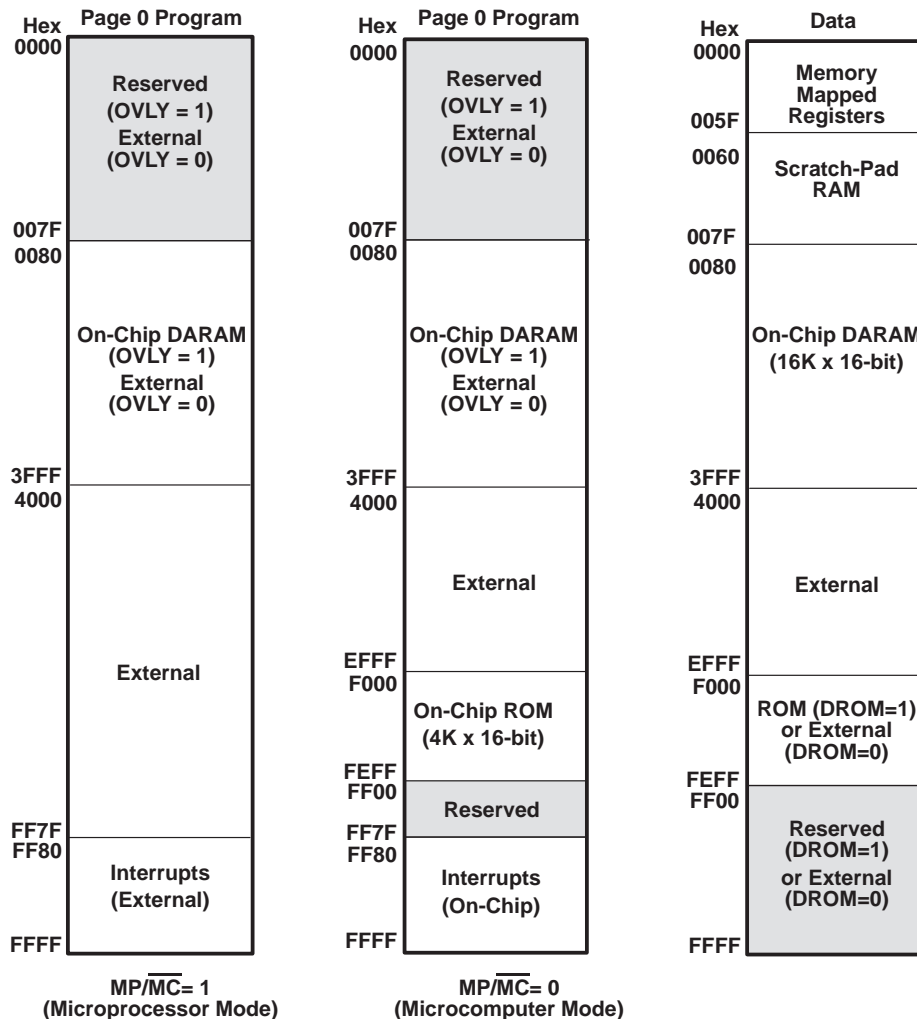 Hex
Page 0 Program
0000
Reserved
(OVLY = 1)
External
(OVLY = 0)
007F
0080
On-Chip DARAM
(OVLY = 1)
External
(OVLY = 0)
3FFF
4000
External
FF7F
FF80
Interrupts
(External)
FFFF
MP/MC= 1
(Microprocessor Mode)
Hex
Page 0 Program
0000
Reserved
(OVLY = 1)
External
(OVLY = 0)
007F
0080
On-Chip DARAM
(OVLY = 1)
External
(OVLY = 0)
3FFF
4000
External
EFFF
F000
On-Chip ROM
(4K x 16-bit)
FEFF
FF00
Reserved
FF7F
FF80
Interrupts
(On-Chip)
FFFF
MP/MC= 0
(Microcomputer Mode)
Hex
Data
0000
Memory
Mapped
Registers
005F
0060
Scratch-Pad
RAM
007F
0080
On-Chip DARAM
(16K x 16-bit)
3FFF
4000
External
EFFF
F000
ROM (DROM=1)
or External
(DROM=0)
FEFF
FF00
Reserved
(DROM=1)
or External
(DROM=0)
FFFF